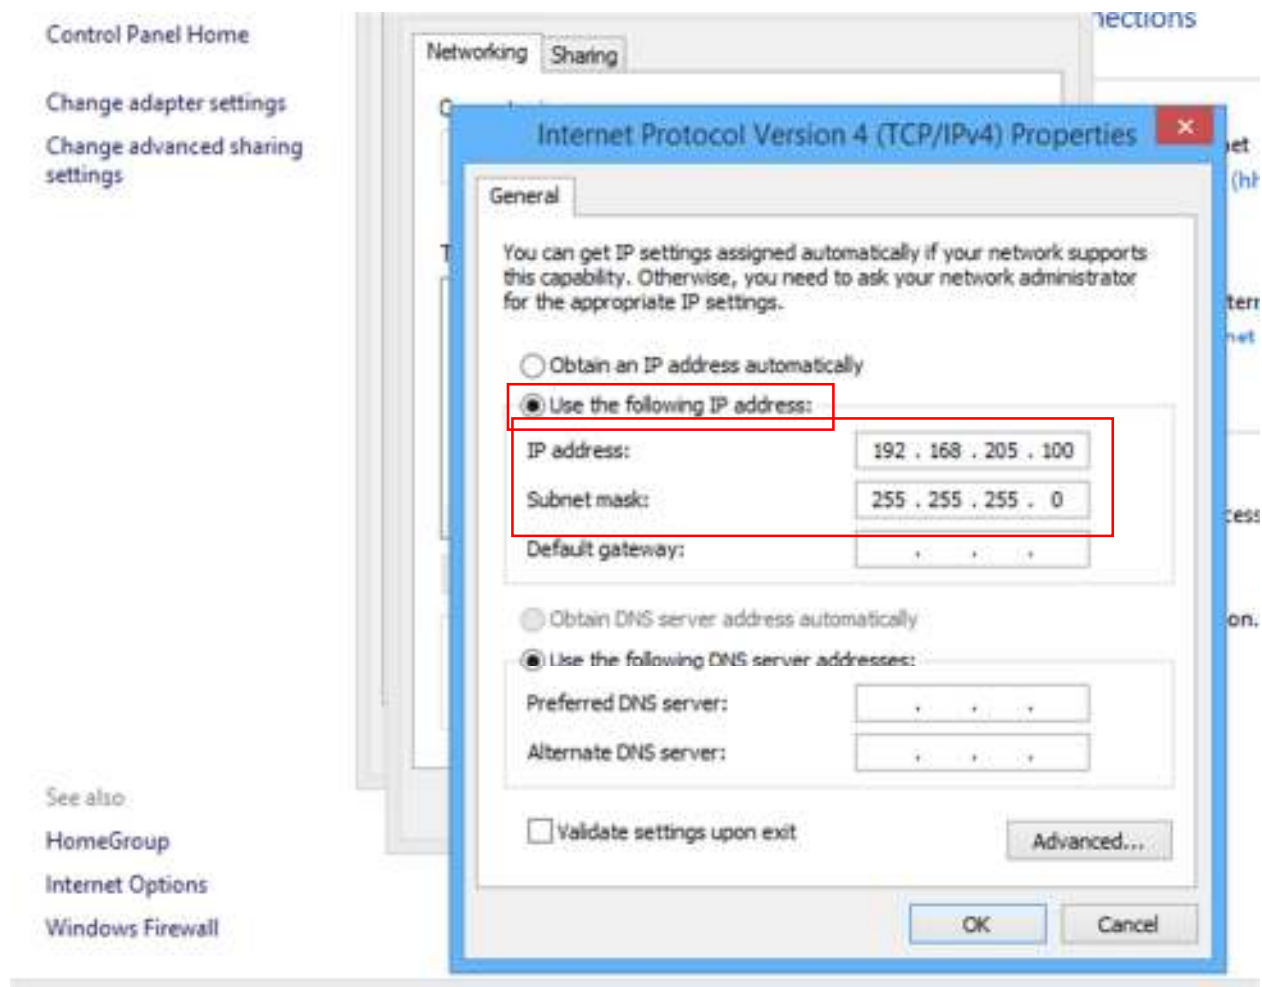 nections
Control Panel Home
Networking
Sharing
Change adapter settings
Change advanced sharing
settings
Internet Protocol Version 4 (TCP/IPv4) Properties
General
You can get IP settings assigned automatically if your network supports
this capability. Otherwise, you need to ask your network administrator
for the appropriate IP settings.
Obtain an IP address automatically
Use the following IP address:
IP address:
192 . 168 . 205 . 100
Subnet mask:
255 . 255 . 255 . 0
Default gateway:
. . .
Obtain DNS server address automatically
Use the following DNS server addresses:
Preferred DNS server:
. . .
Alternate DNS server:
. . .
Validate settings upon exit
Advanced...
OK
Cancel
See also
HomeGroup
Internet Options
Windows Firewall
(hh
net
cess
on.